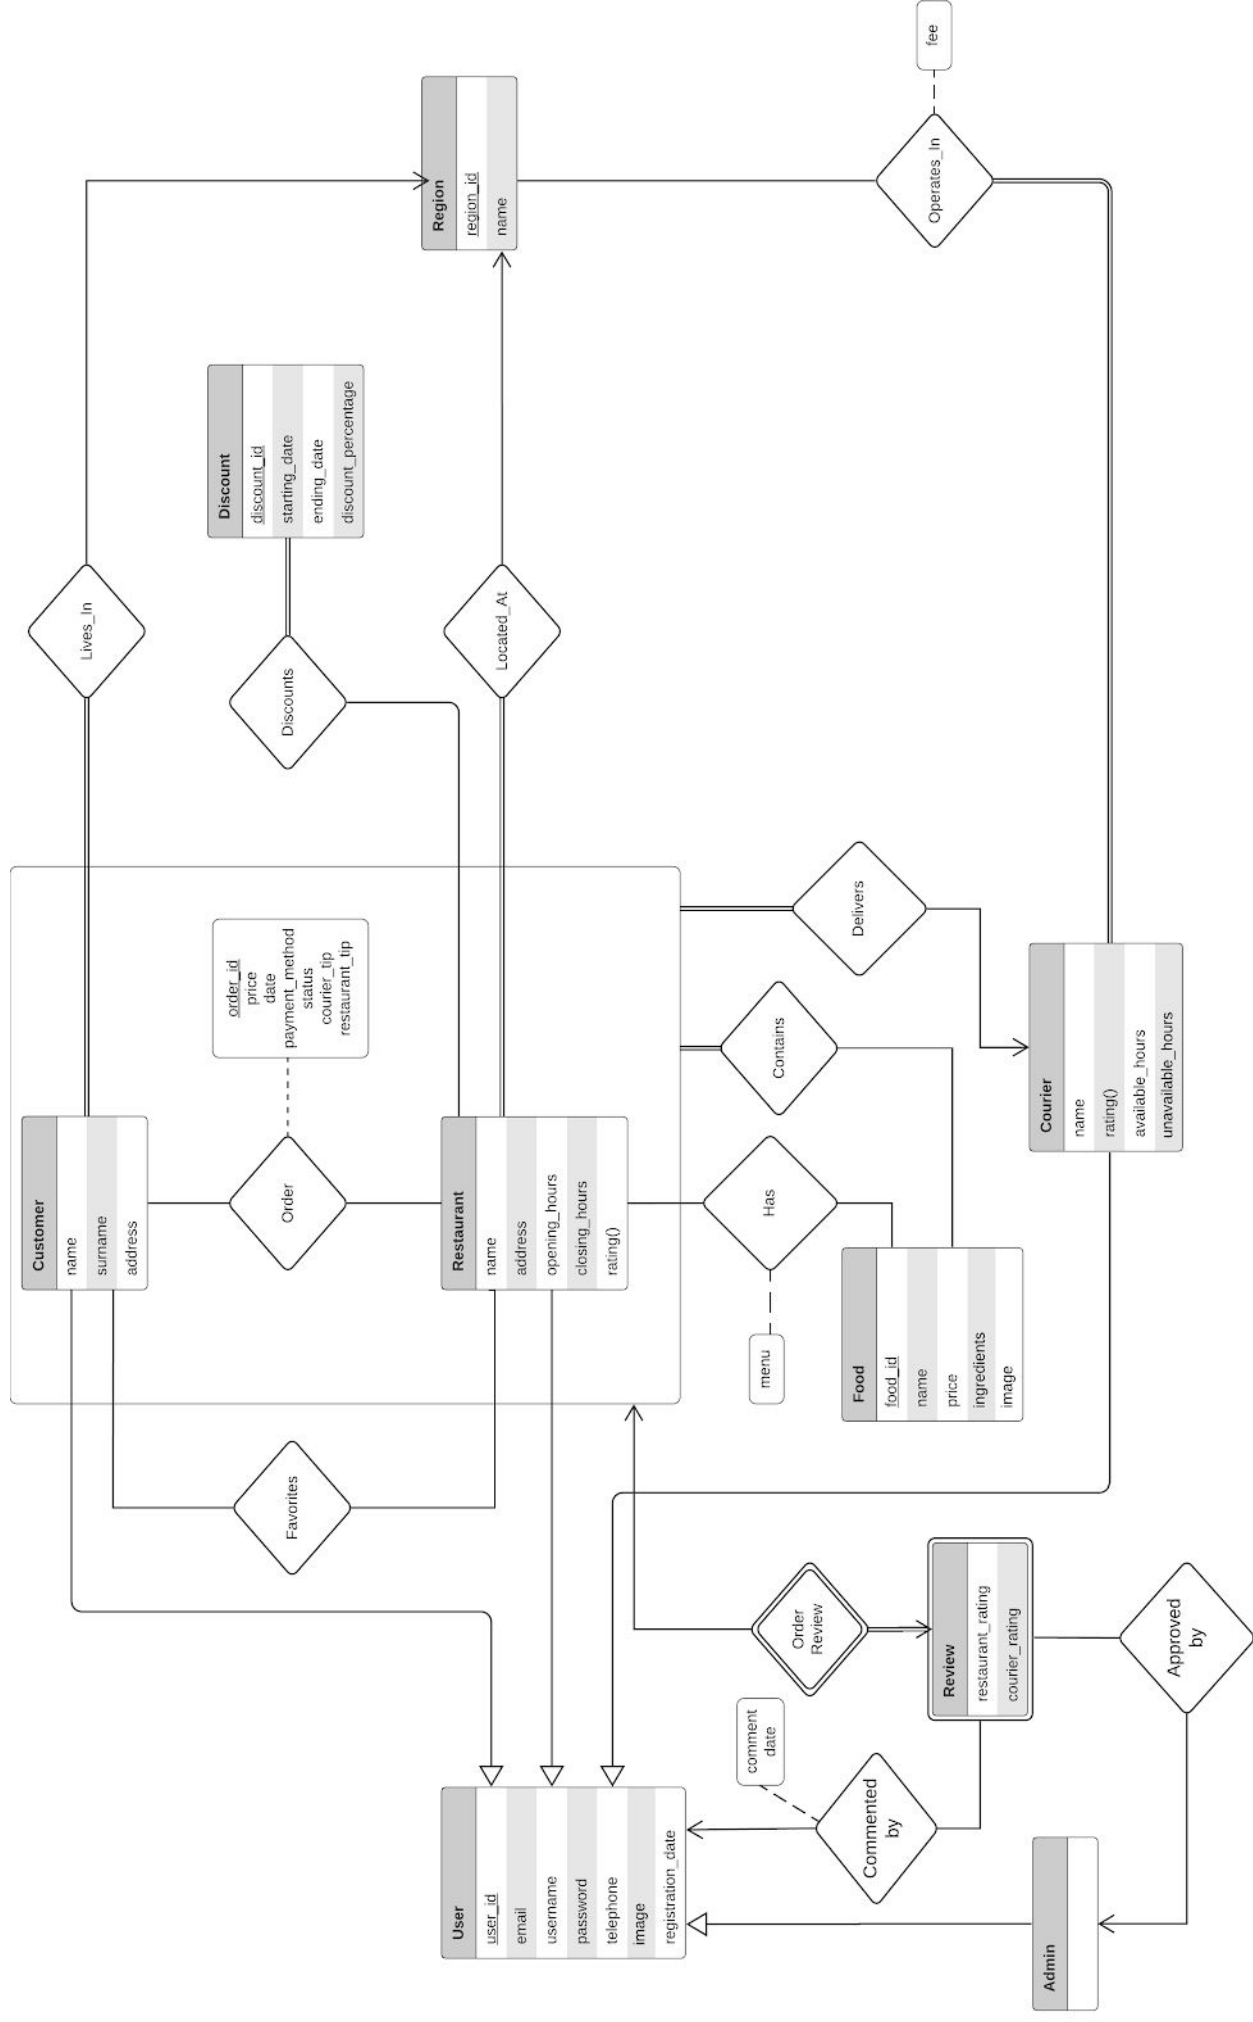 User
user_id
email
username
password
telephone
image
registration_date
Admin
Customer
name
surname
address
Favorites
Order
order_id
price
date
payment_method
status
courier_tip
restaurant_tip
Restaurant
name
address
opening_hours
closing_hours
rating()
comment
date
Commented
by
Order
Review
Review
restaurant_rating
courier_rating
Approved
by
menu
Has
Food
food_id
name
price
ingredients
image
Contains
Delivers
Courier
name
rating()
available_hours
unavailable_hours
Lives_In
Discounts
Discount
discount_id
starting_date
ending_date
discount_percentage
Located_At
Region
region_id
name
Operates_In
fee